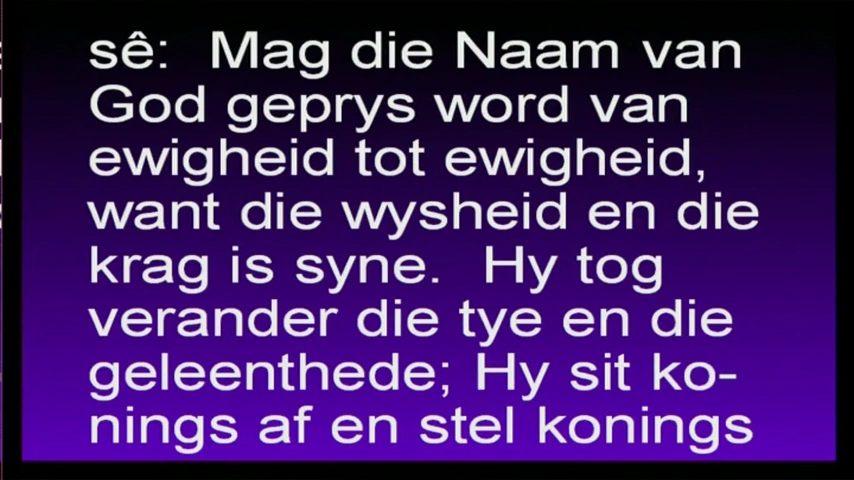 sê: Mag die Naam van
God geprys word van
ewigheid tot ewigheid,
want die wysheid en die
krag is syne. Hy tog
verander die tye en die
geleenthede; Hy sit ko-
nings af en stel konings